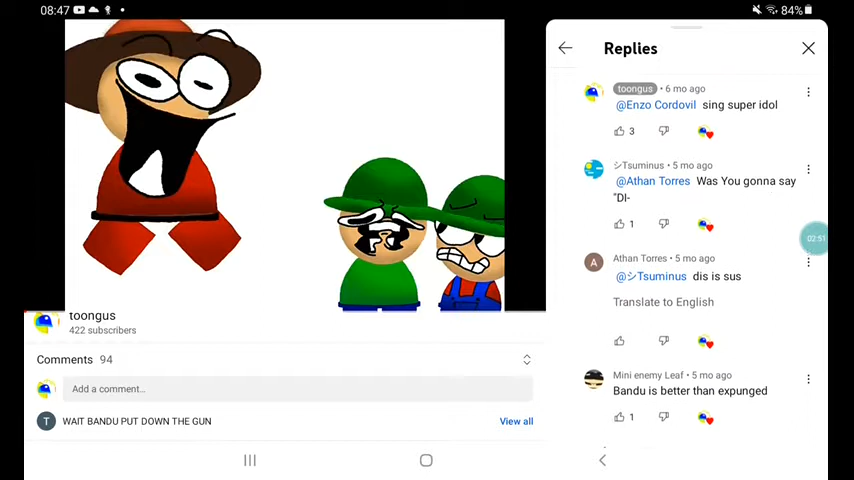 08:47
84%
Replies
toongus • 6 mo ago
@Enzo Cordovil sing super idol
3
シTsuminus • 5 mo ago
@Athan Torres Was You gonna say
"DI-
1
02:51
Athan Torres • 5 mo ago
A
@シTsuminus dis is sus
Translate to English
Mini enemy Leaf • 5 mo ago
Bandu is better than expunged
1
toongus
422 subscribers
Comments 94
Add a comment...
T WAIT BANDU PUT DOWN THE GUN View all